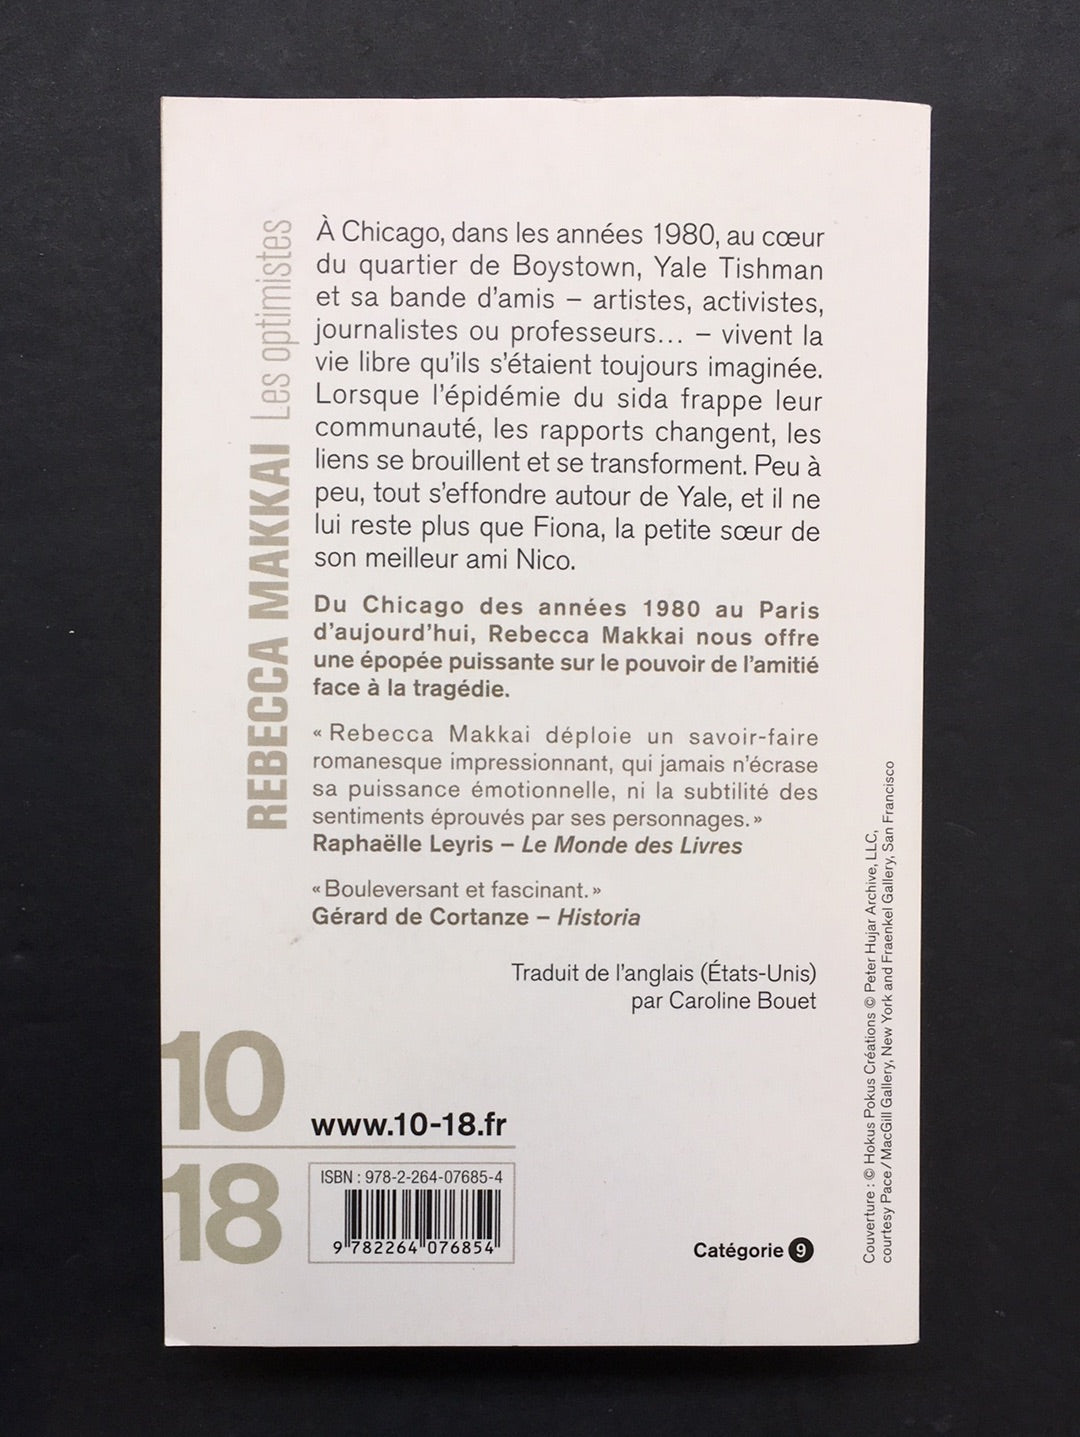 REBECCA MAKKAI Les optimistes
À Chicago, dans les années 1980, au cœur
du quartier de Boystown, Yale Tishman
et sa bande d'amis – artistes, activistes,
journalistes ou professeurs... – vivent la
vie libre qu'ils s'étaient toujours imaginée.
Lorsque l'épidémie du sida frappe leur
communauté, les rapports changent, les
liens se brouillent et se transforment. Peu à
peu, tout s'effondre autour de Yale, et il ne
lui reste plus que Fiona, la petite sœur de
son meilleur ami Nico.
Du Chicago des années 1980 au Paris
d'aujourd'hui, Rebecca Makkai nous offre
une épopée puissante sur le pouvoir de l'amitié
face à la tragédie.
« Rebecca Makkai déploie un savoir-faire
romanesque impressionnant, qui jamais n'écrase
sa puissance émotionnelle, ni la subtilité des
sentiments éprouvés par ses personnages. »
Raphaëlle Leyris – Le Monde des Livres
« Bouleversant et fascinant. »
Gérard de Cortanze – Historia
Traduit de l'anglais (États-Unis)
par Caroline Bouet
10
18
www.10-18.fr
ISBN : 978-2-264-07685-4
9 782264 076854
Catégorie 9
Couverture : © Hokus Pokus Créations © Peter Hujar Archive, LLC,
courtesy Pace / MacGill Gallery, New York and Fraenkel Gallery, San Francisco